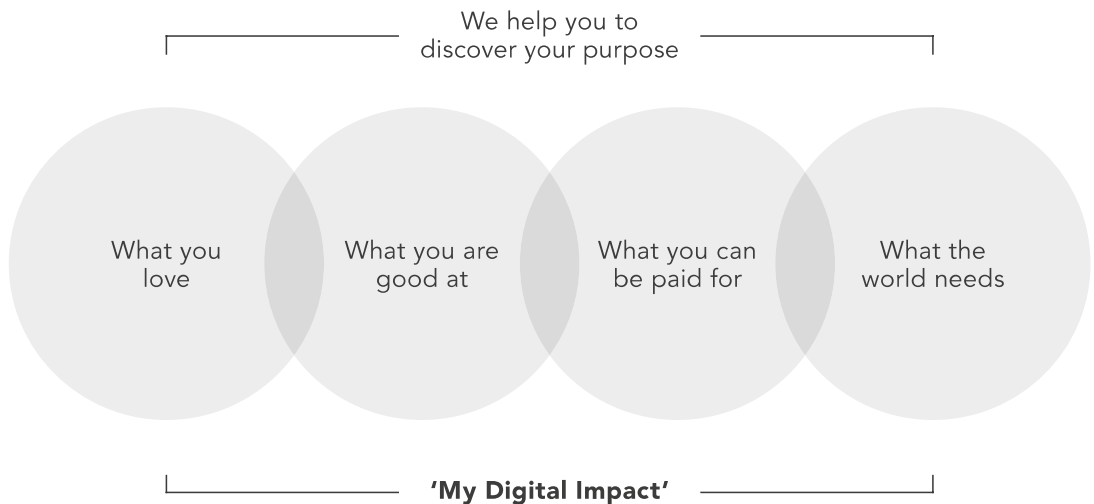 We help you to
discover your purpose
What you
love
What you are
good at
What you can
be paid for
What the
world needs
‘My Digital Impact’